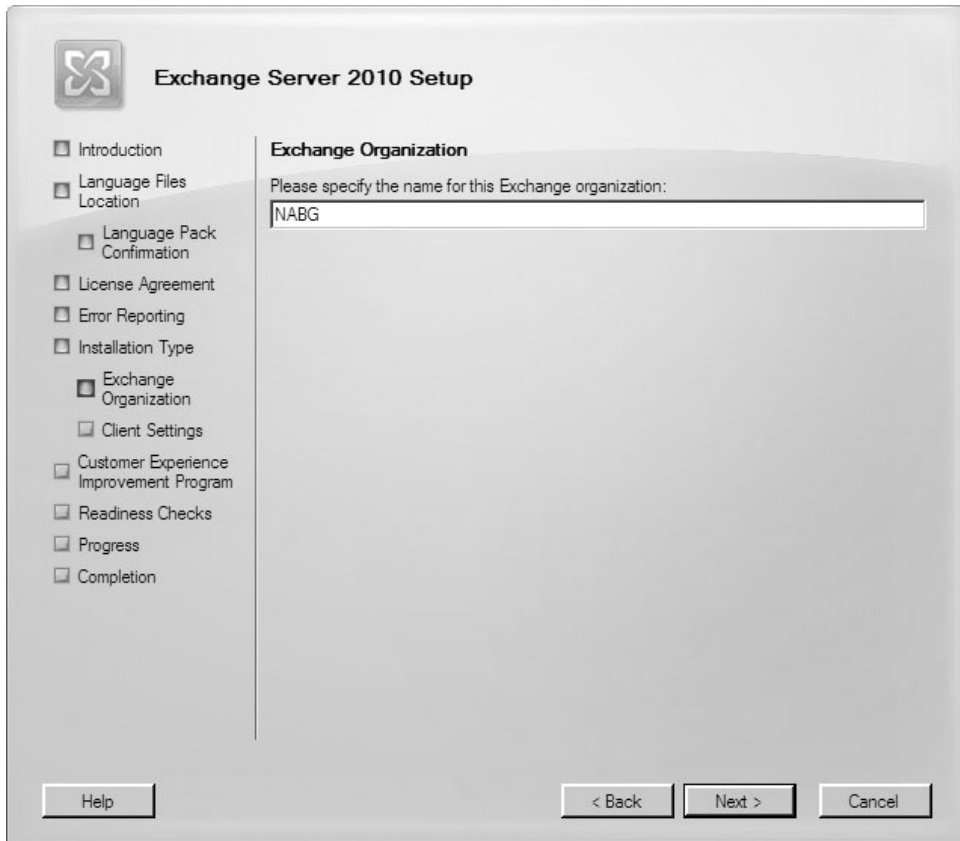 Exchange Server 2010 Setup
Introduction
Language Files
Location
Language Pack
Confirmation
License Agreement
Error Reporting
Installation Type
Exchange
Organization
Client Settings
Customer Experience
Improvement Program
Readiness Checks
Progress
Completion
Exchange Organization
Please specify the name for this Exchange organization:
NABG
Help
< Back
Next >
Cancel